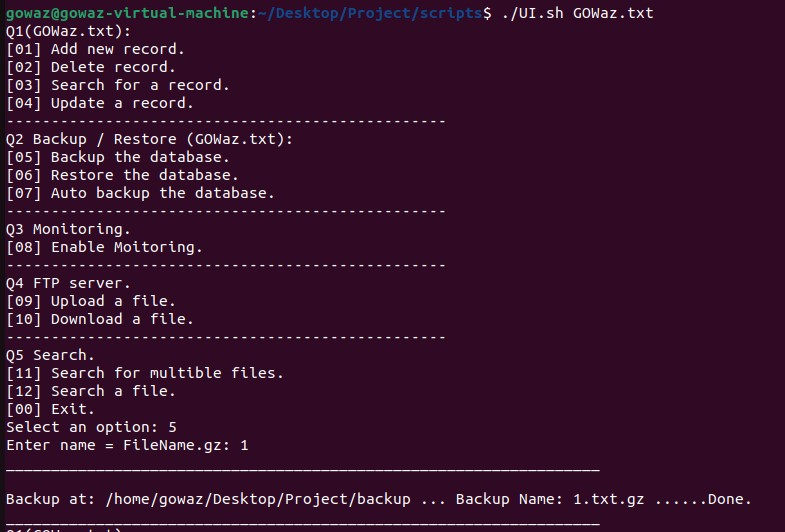 gowaz@gowaz-virtual-machine:~/Desktop/Project/scripts$ ./UI.sh GOWaz.txt
Q1(GOWaz.txt):
[01] Add new record.
[02] Delete record.
[03] Search for a record.
[04] Update a record.
-------------------------------------------------
Q2 Backup / Restore (GOWaz.txt):
[05] Backup the database.
[06] Restore the database.
[07] Auto backup the database.
-------------------------------------------------
Q3 Monitoring.
[08] Enable Moitoring.
-------------------------------------------------
Q4 FTP server.
[09] Upload a file.
[10] Download a file.
-------------------------------------------------
Q5 Search.
[11] Search for multible files.
[12] Search a file.
[00] Exit.
Select an option: 5
Enter name = FileName.gz: 1
__________________________________________________________________
Backup at: /home/gowaz/Desktop/Project/backup ... Backup Name: 1.txt.gz ......Done.
__________________________________________________________________
Q1(GOWaz.txt):